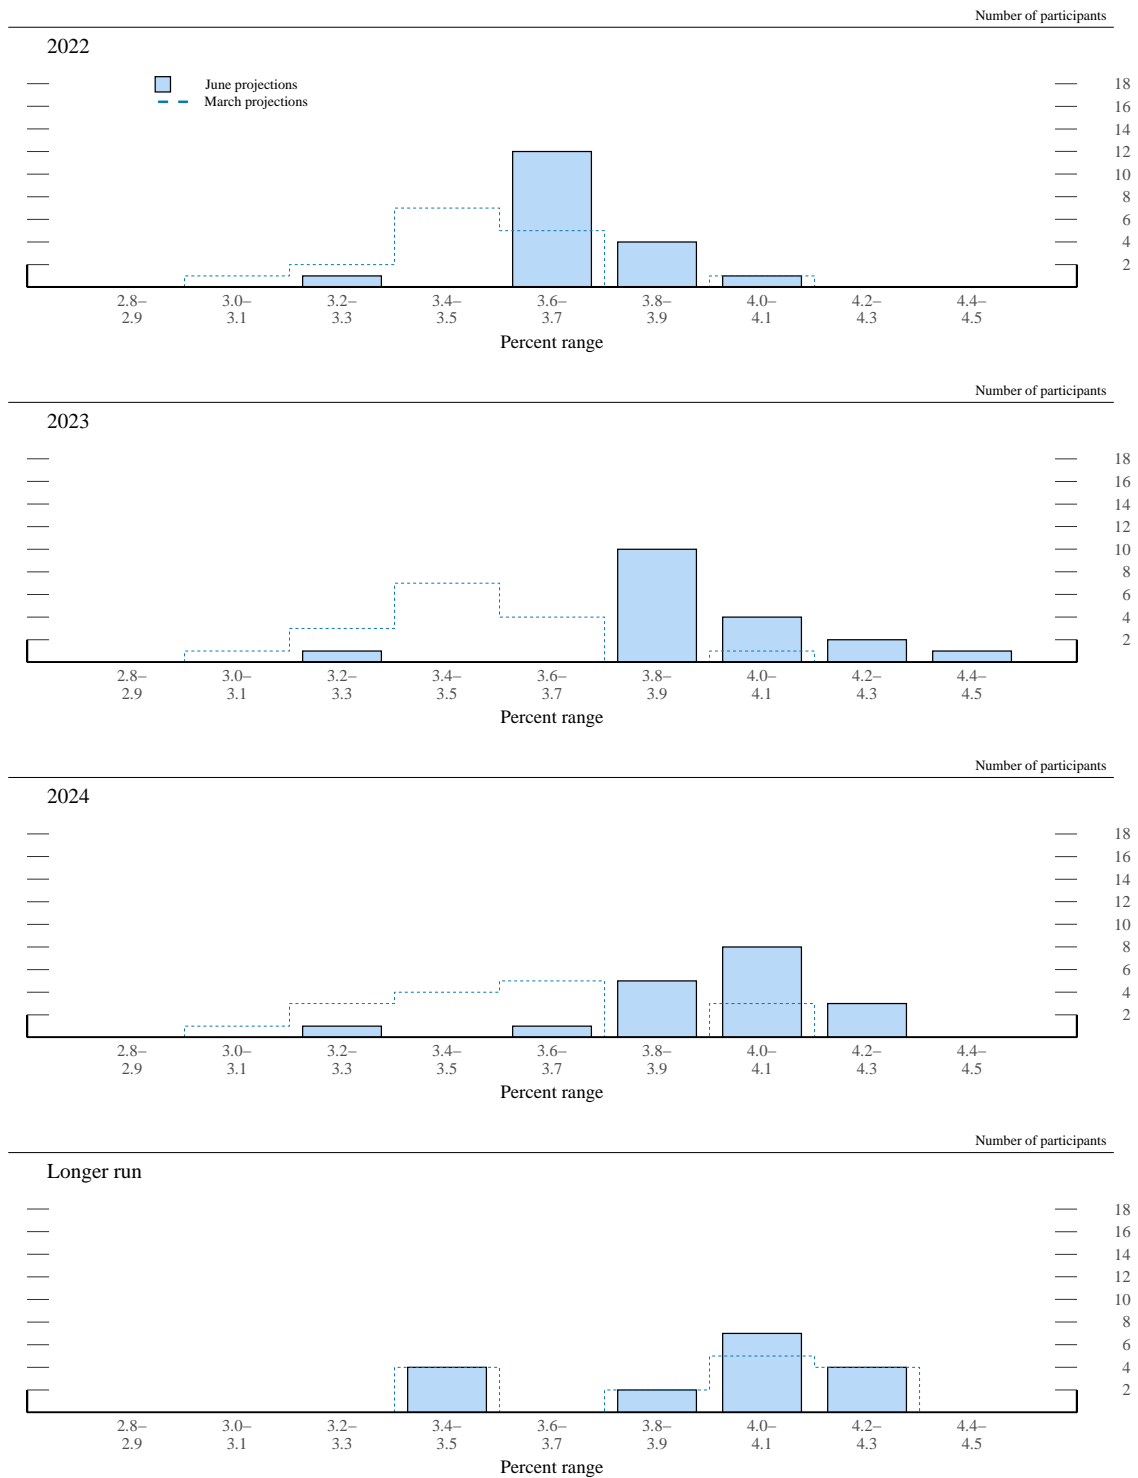 Number of participants
2022
June projections
March projections
18
16
14
12
10
8
6
4
2
2.8– 3.0– 3.2– 3.4– 3.6– 3.8– 4.0– 4.2– 4.4–
2.9 3.1 3.3 3.5 3.7 3.9 4.1 4.3 4.5
Percent range
Number of participants
2023
18
16
14
12
10
8
6
4
2
2.8– 3.0– 3.2– 3.4– 3.6– 3.8– 4.0– 4.2– 4.4–
2.9 3.1 3.3 3.5 3.7 3.9 4.1 4.3 4.5
Percent range
Number of participants
2024
18
16
14
12
10
8
6
4
2
2.8– 3.0– 3.2– 3.4– 3.6– 3.8– 4.0– 4.2– 4.4–
2.9 3.1 3.3 3.5 3.7 3.9 4.1 4.3 4.5
Percent range
Number of participants
Longer run
18
16
14
12
10
8
6
4
2
2.8– 3.0– 3.2– 3.4– 3.6– 3.8– 4.0– 4.2– 4.4–
2.9 3.1 3.3 3.5 3.7 3.9 4.1 4.3 4.5
Percent range